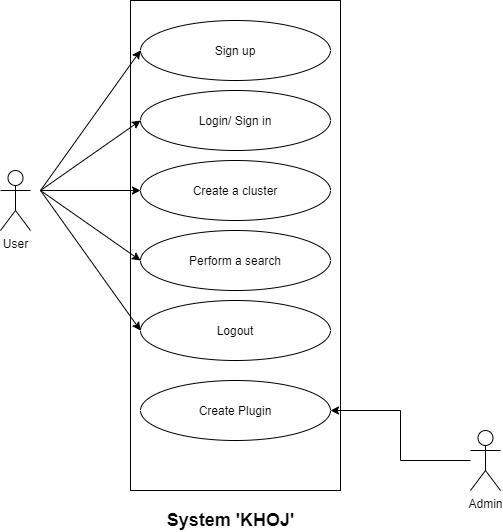 Sign up
Login/ Sign in
Create a cluster
Perform a search
Logout
Create Plugin
User
Admin
System 'KHOJ'